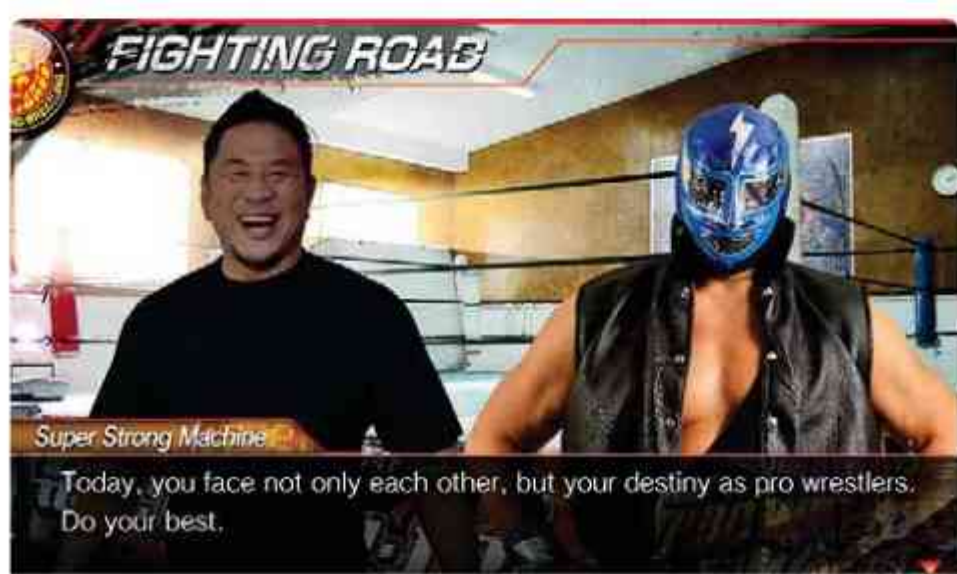 FIGHTING ROAD
Super Strong Machine
Today, you face not only each other, but your destiny as pro wrestlers.
Do your best.